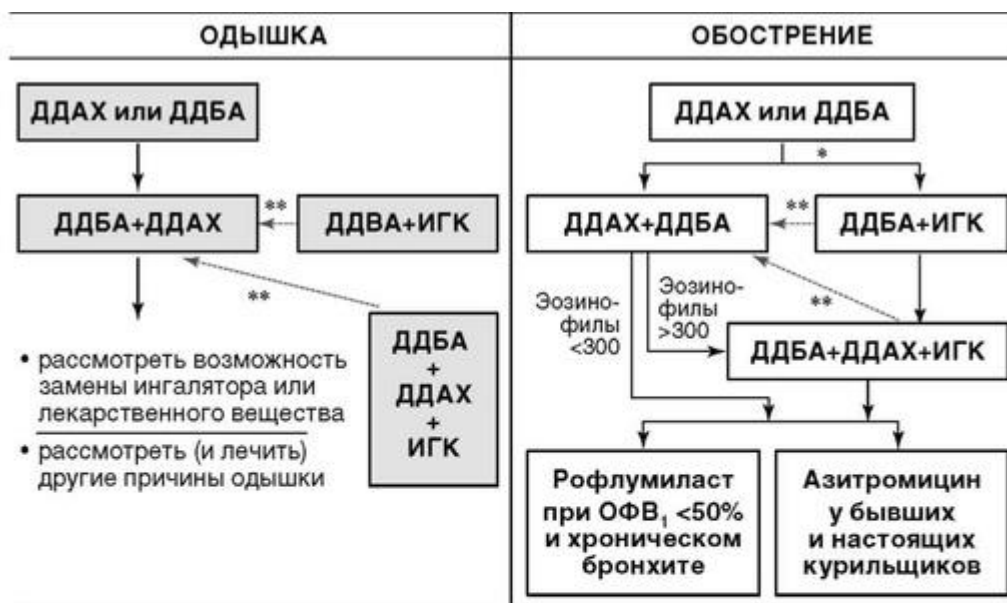 ОДЫШКА
ДДАХ или ДДБА
ДДБА+ДДАХ
**
ДДВА+ИГК
**
ДДБА
+
ДДАХ
+
ИГК
• рассмотреть возможность
замены ингалятора или
лекарственного вещества
• рассмотреть (и лечить)
другие причины одышки
ОБОСТРЕНИЕ
ДДАХ или ДДБА
*
ДДАХ+ДДБА
**
ДДБА+ИГК
Эозино-
филы
<300
Эозино-
филы
>300
**
ДДБА+ДДАХ+ИГК
Рофлумиласт
при ОФВ₁ <50%
и хроническом
бронхите
Азитромицин
у бывших
и настоящих
курильщиков